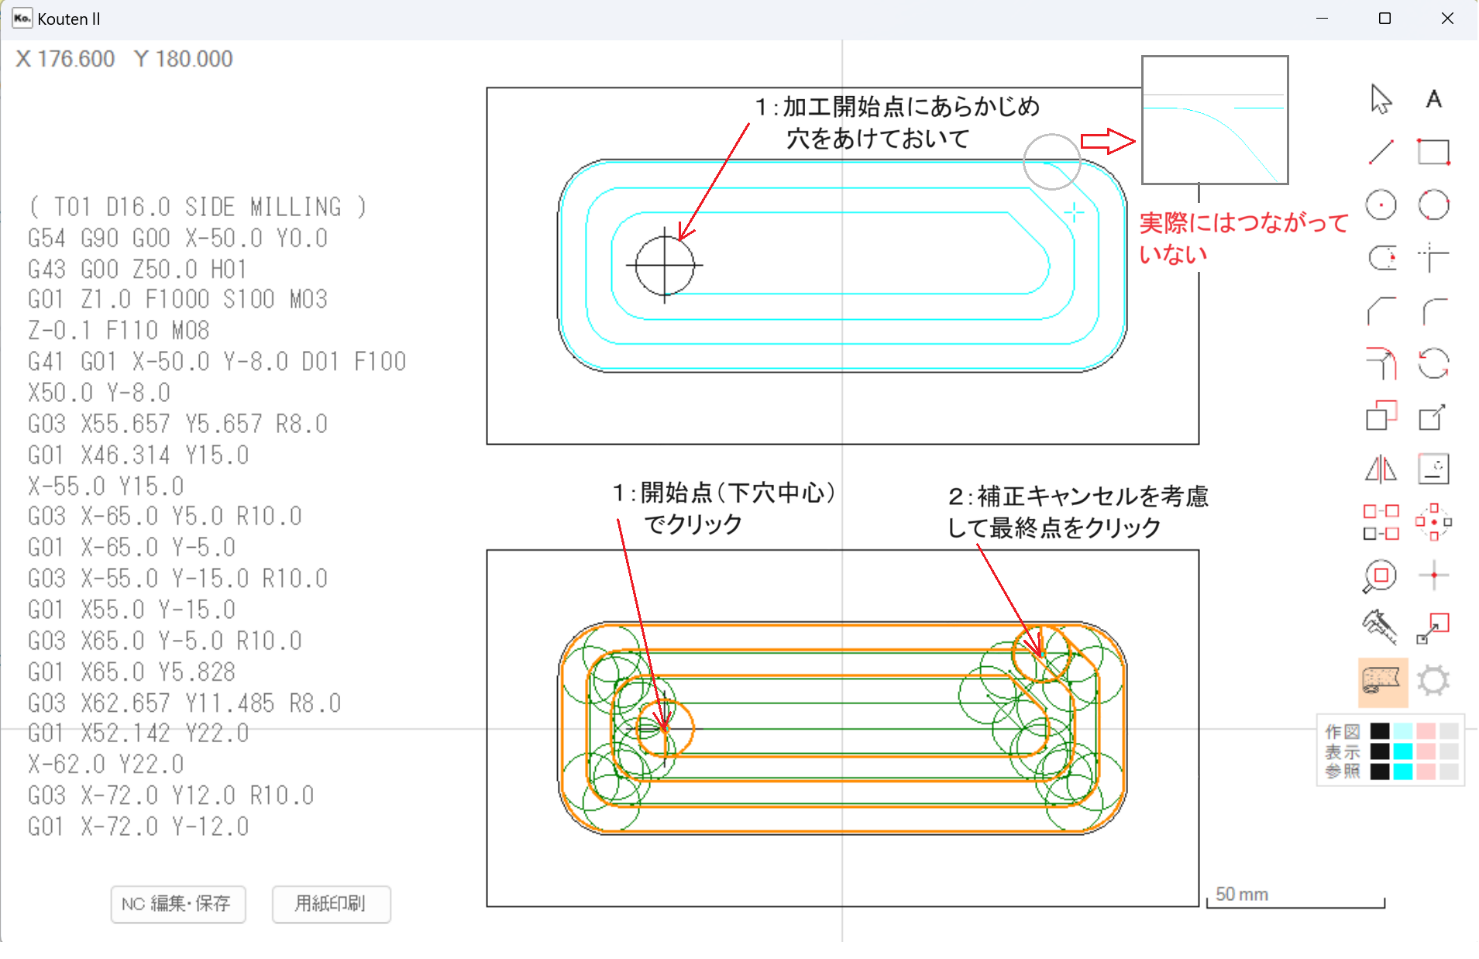 Ko.
Kouten II
X 176.600 Y 180.000
( T01 D16.0 SIDE MILLING )
G54 G90 G00 X-50.0 Y0.0
G43 G00 Z50.0 H01
G01 Z1.0 F1000 S100 M03
Z-0.1 F110 M08
G41 G01 X-50.0 Y-8.0 D01 F100
X50.0 Y-8.0
G03 X55.657 Y5.657 R8.0
G01 X46.314 Y15.0
X-55.0 Y15.0
G03 X-65.0 Y5.0 R10.0
G01 X-65.0 Y-5.0
G03 X-55.0 Y-15.0 R10.0
G01 X55.0 Y-15.0
G03 X65.0 Y-5.0 R10.0
G01 X65.0 Y5.828
G03 X62.657 Y11.485 R8.0
G01 X52.142 Y22.0
X-62.0 Y22.0
G03 X-72.0 Y12.0 R10.0
G01 X-72.0 Y-12.0
NC 編集・保存
用紙印刷
1:加工開始点にあらかじめ
穴をあけておいて
実際にはつながって
いない
1:開始点(下穴中心)
でクリック
2:補正キャンセルを考慮
して最終点をクリック
50 mm
A
作図
表示
参照